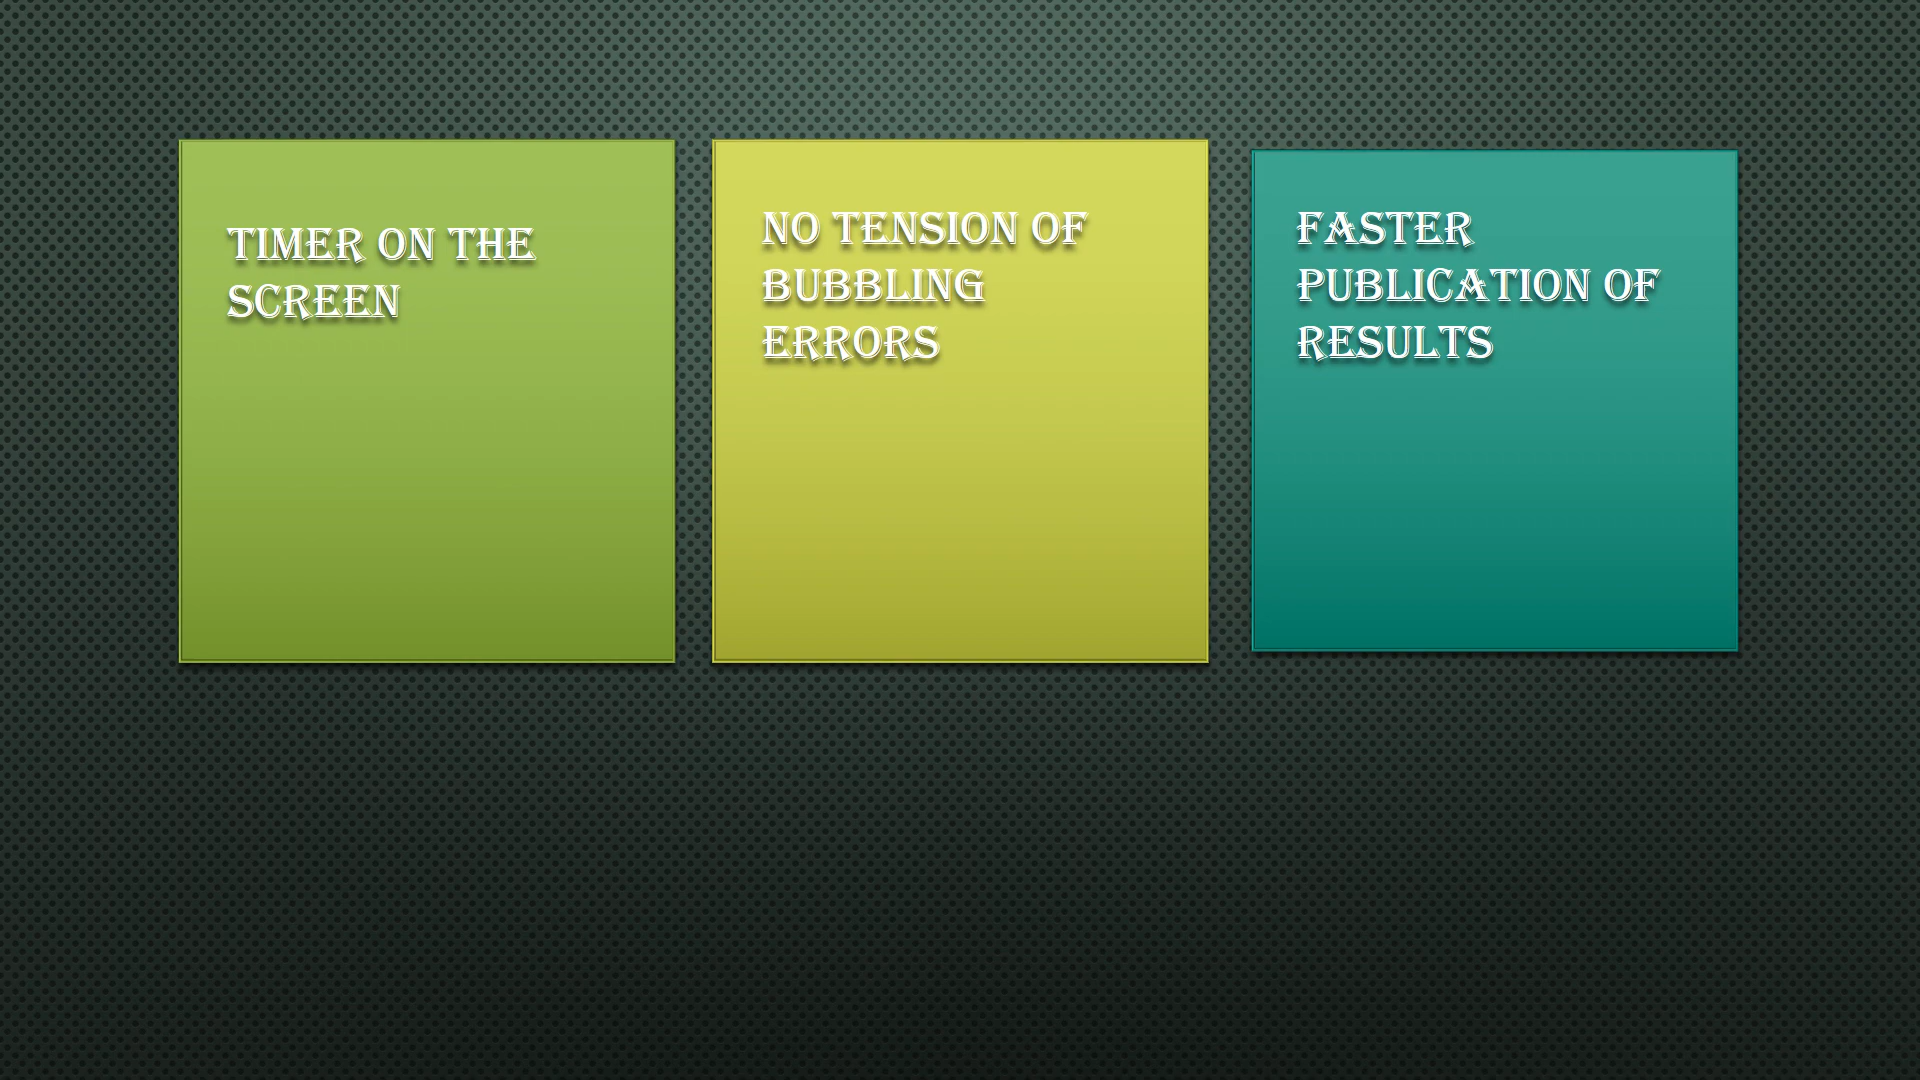 TIMER ON THE
SCREEN
NO TENSION OF
BUBBLING
ERRORS
FASTER
PUBLICATION OF
RESULTS